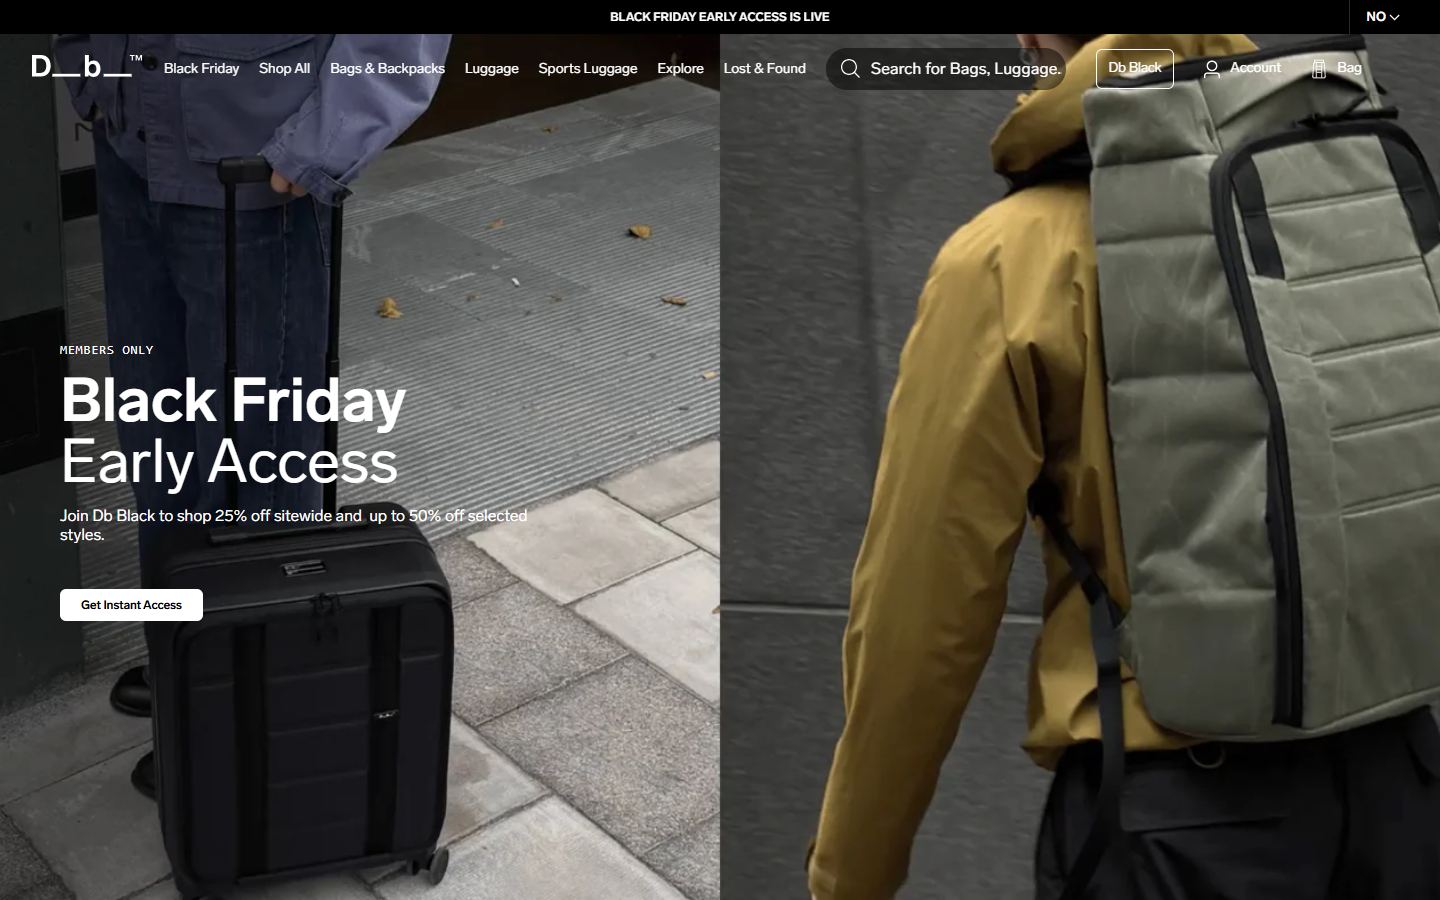 BLACK FRIDAY EARLY ACCESS IS LIVE
NO
D__b__™ Black Friday Shop All Bags & Backpacks Luggage Sports Luggage Explore Lost & Found Search for Bags, Luggage. Db Black Account Bag
MEMBERS ONLY
Black Friday
Early Access
Join Db Black to shop 25% off sitewide and up to 50% off selected
styles.
Get Instant Access